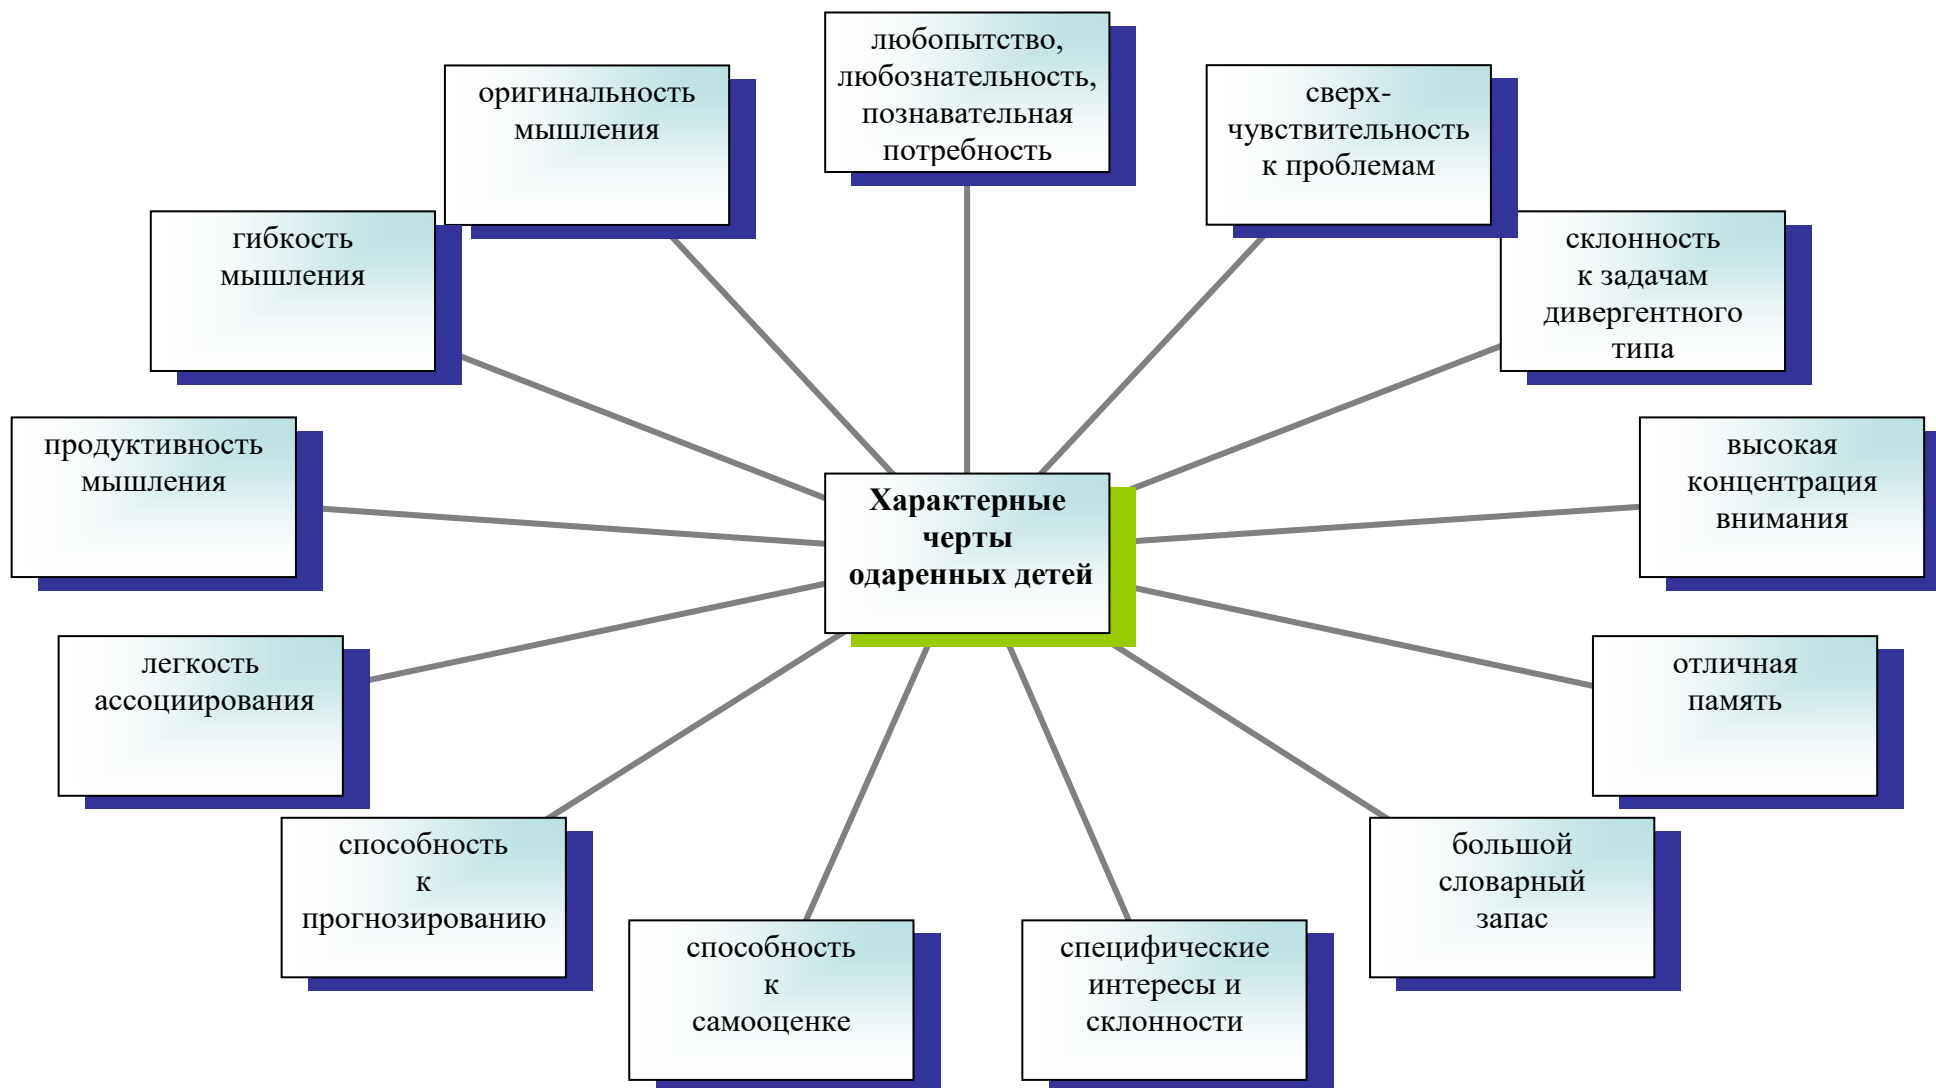 любопытство,
любознательность,
познавательная
потребность
сверх-
чувствительность
к проблемам
склонность
к задачам
дивергентного
типа
высокая
концентрация
внимания
отличная
память
большой
словарный
запас
специфические
интересы и
склонности
способность
к
самооценке
способность
к
прогнозированию
легкость
ассоциирования
продуктивность
мышления
гибкость
мышления
оригинальность
мышления
Характерные
черты
одаренных детей